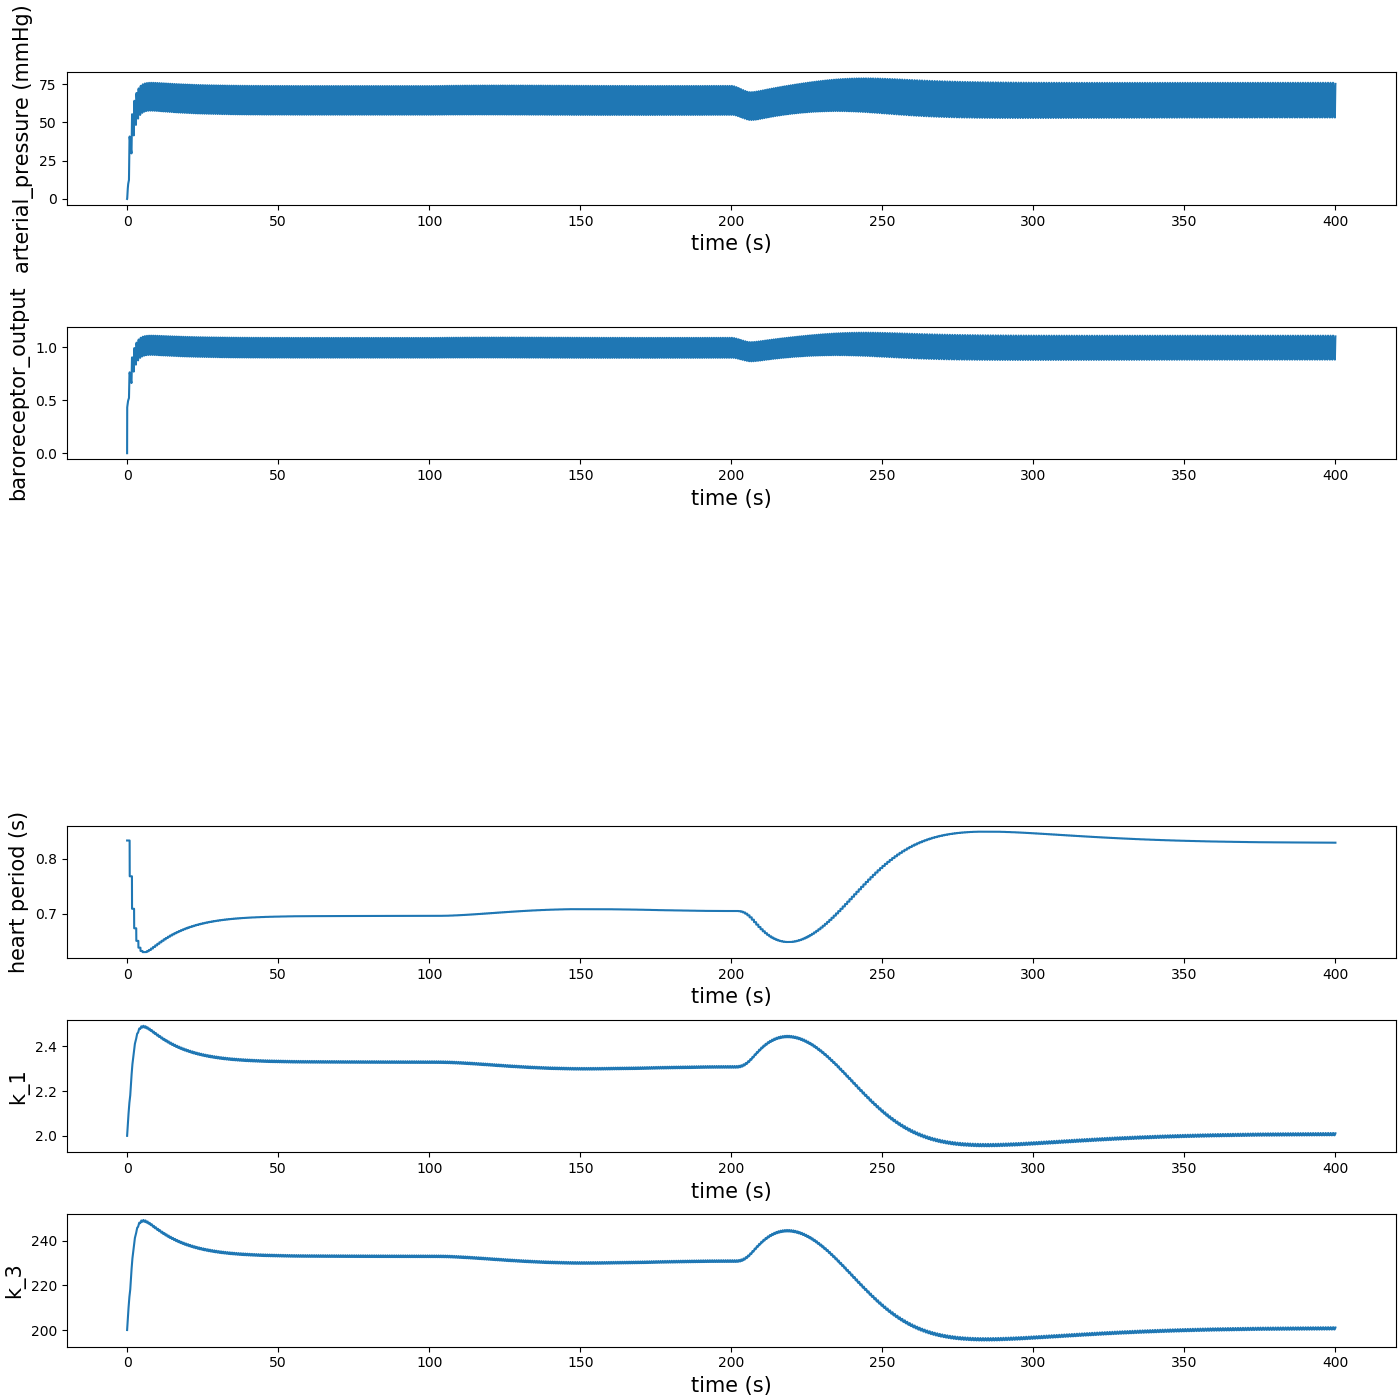 arterial_pressure (mmHg)
75
50
25
0
0 50 100 150 200 250 300 350 400
time (s)
baroreceptor_output
1.0
0.5
0.0
0 50 100 150 200 250 300 350 400
time (s)
heart period (s)
0.8
0.7
0 50 100 150 200 250 300 350 400
time (s)
k_1
2.4
2.2
2.0
0 50 100 150 200 250 300 350 400
time (s)
k_3
240
220
200
0 50 100 150 200 250 300 350 400
time (s)